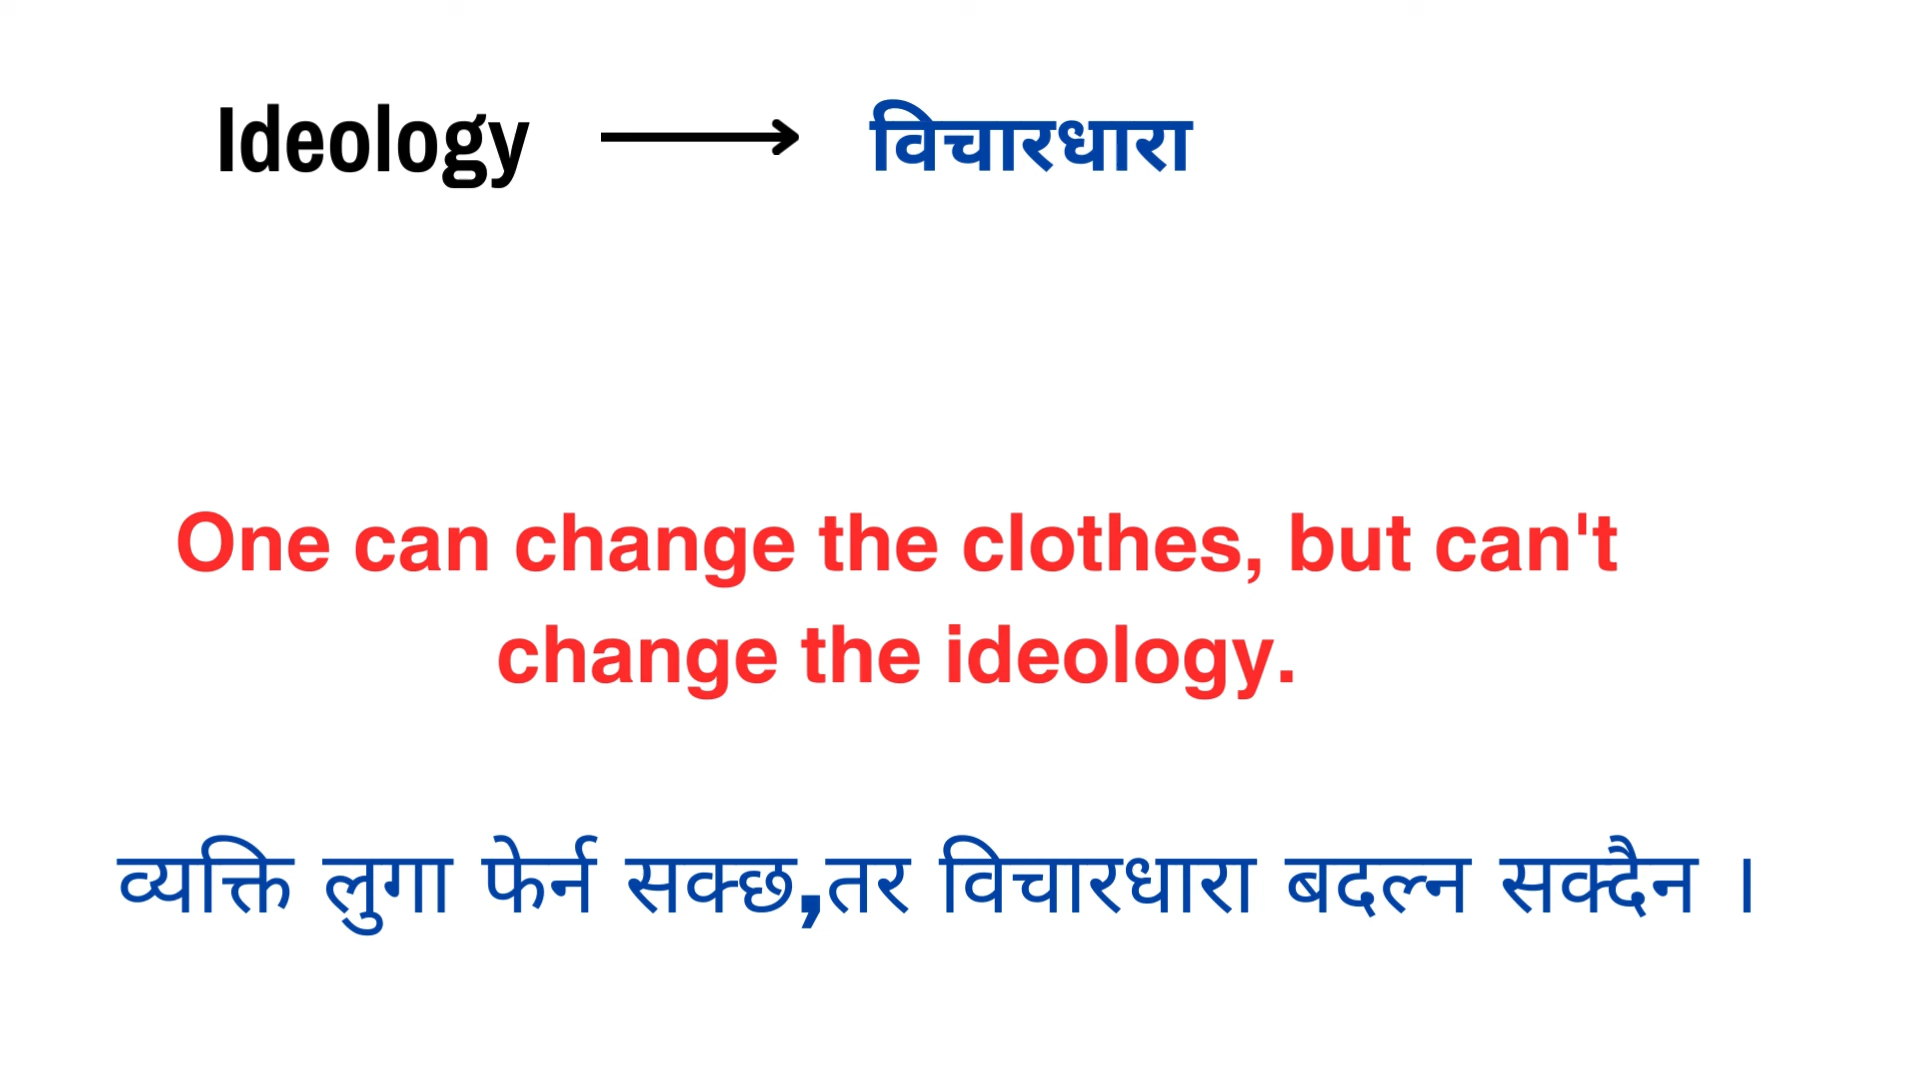 Ideology → विचारधारा
One can change the clothes, but can't
change the ideology.
व्यक्ति लुगा फेर्न सक्छ,तर विचारधारा बदल्न सक्दैन ।